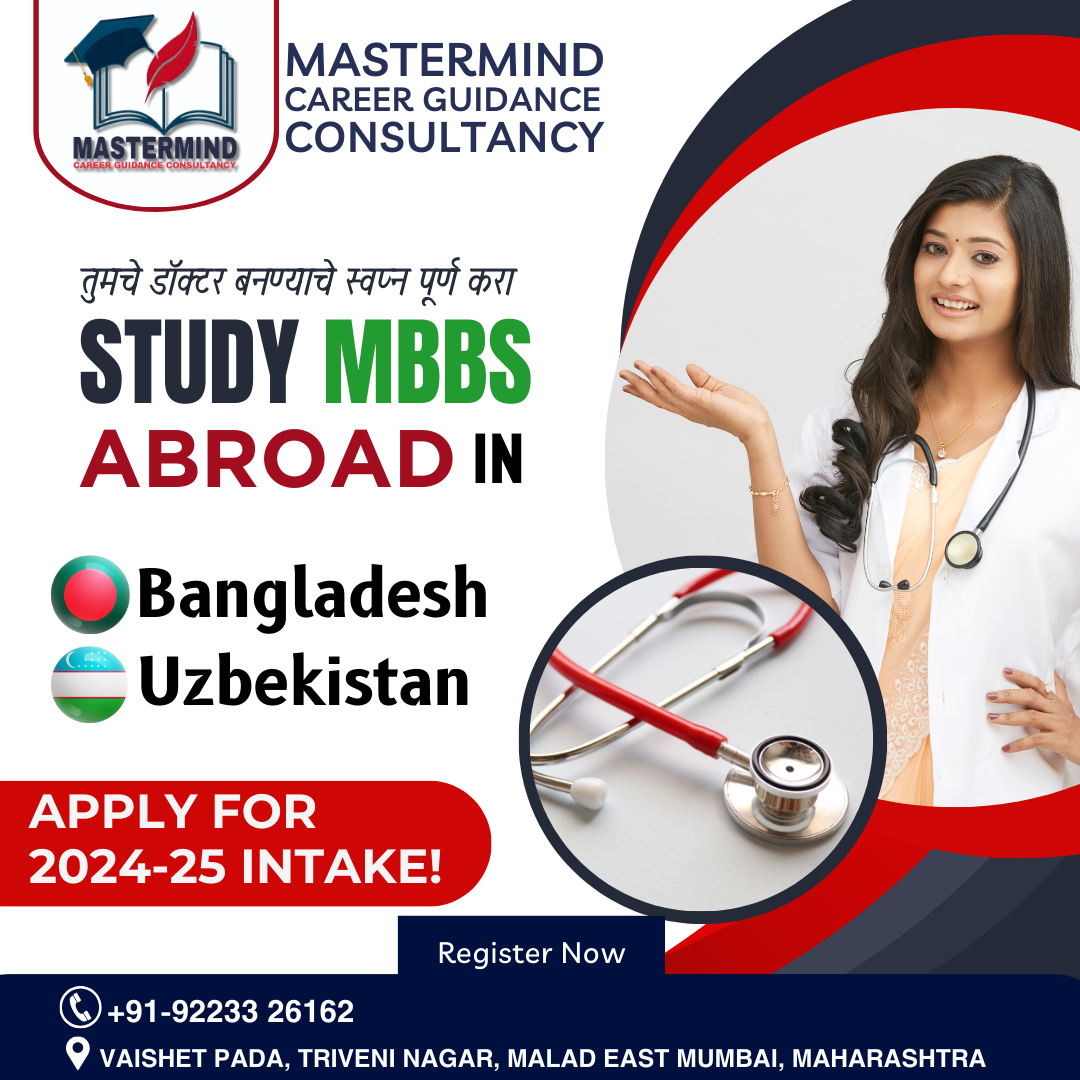 MASTERMIND
CAREER GUIDANCE CONSULTANCY
MASTERMIND
CAREER GUIDANCE
CONSULTANCY
तुमचे डॉक्टर बनण्याचे स्वप्न पूर्ण करा
STUDY MBBS
ABROAD IN
Bangladesh
Uzbekistan
APPLY FOR
2024-25 INTAKE!
Register Now
+91-92233 26162
VAISHET PADA, TRIVENI NAGAR, MALAD EAST MUMBAI, MAHARASHTRA